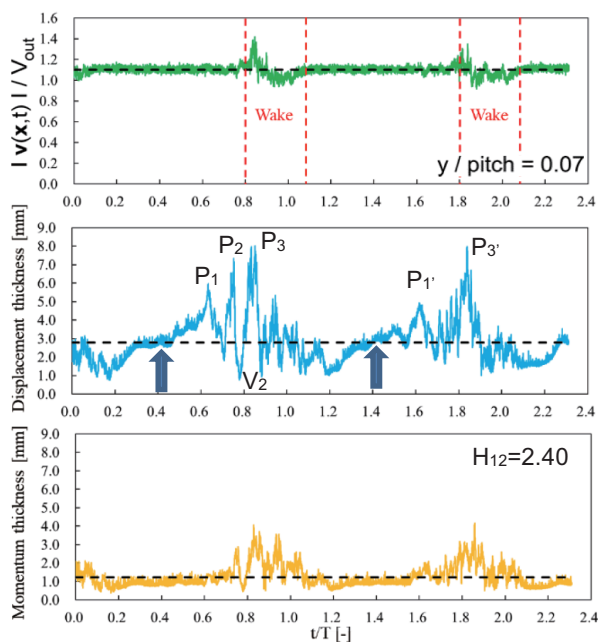 1.6
1.4
1.2
1.0
0.8
0.6
0.4
0.2
0.0
| v(x,t) | / Vout
Wake
Wake
y / pitch = 0.07
0.0 0.2 0.4 0.6 0.8 1.0 1.2 1.4 1.6 1.8 2.0 2.2 2.4
9.0
8.0
7.0
6.0
5.0
4.0
3.0
2.0
1.0
0.0
Displacement thickness [mm]
P1
P2
P3
V2
P1'
P3'
0.0 0.2 0.4 0.6 0.8 1.0 1.2 1.4 1.6 1.8 2.0 2.2 2.4
9.0
8.0
7.0
6.0
5.0
4.0
3.0
2.0
1.0
0.0
Momentum thickness [mm]
H12=2.40
0.0 0.2 0.4 0.6 0.8 1.0 1.2 1.4 1.6 1.8 2.0 2.2 2.4
t/T [-]